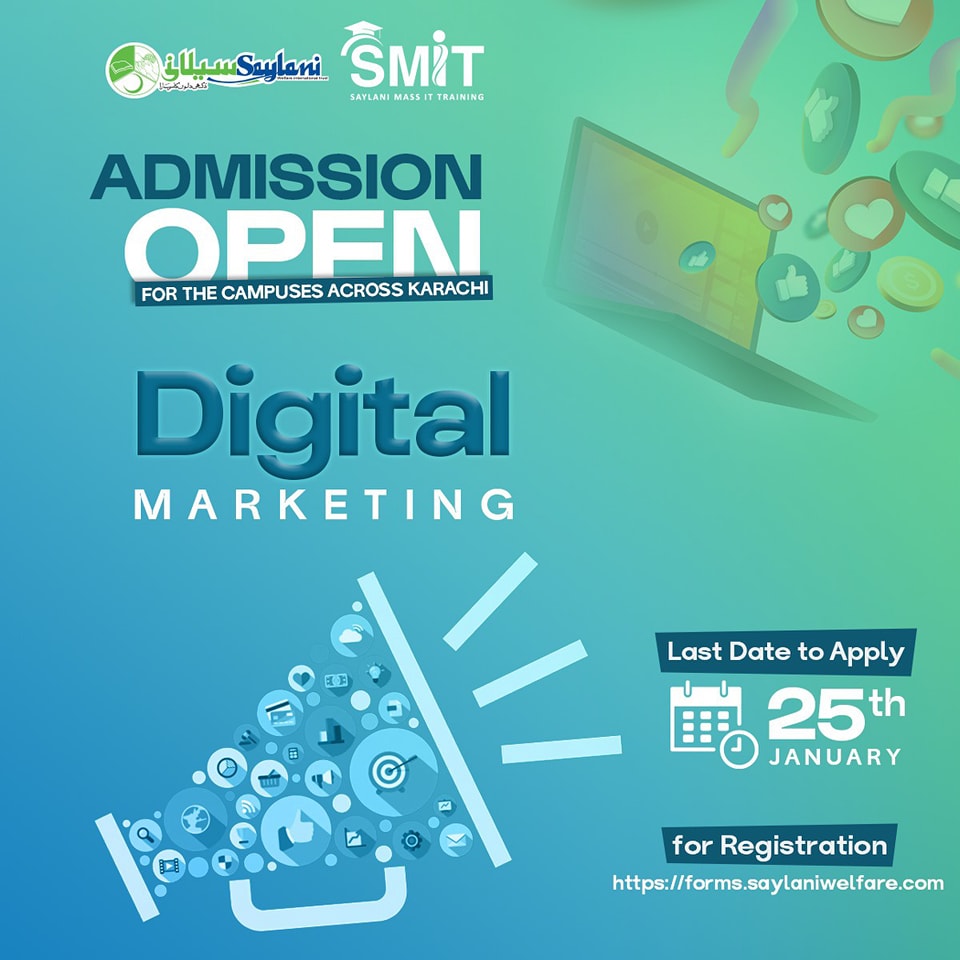 سیلانی Saylani
SMIT
SAYLANI MASS IT TRAINING
ADMISSION
OPEN
FOR THE CAMPUSES ACROSS KARACHI
Digital
MARKETING
Last Date to Apply
25th
JANUARY
for Registration
https://forms.saylaniwelfare.com